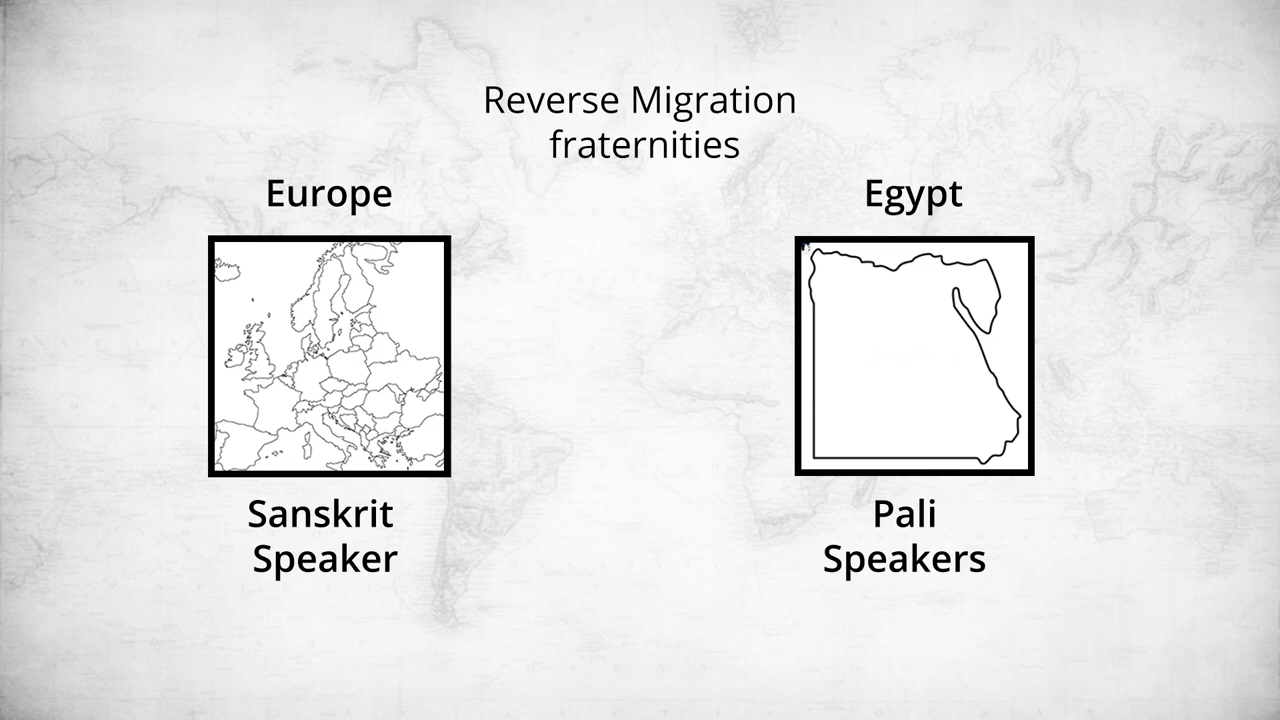 Reverse Migration
fraternities
Europe
Egypt
Sanskrit
Speaker
Pali
Speakers